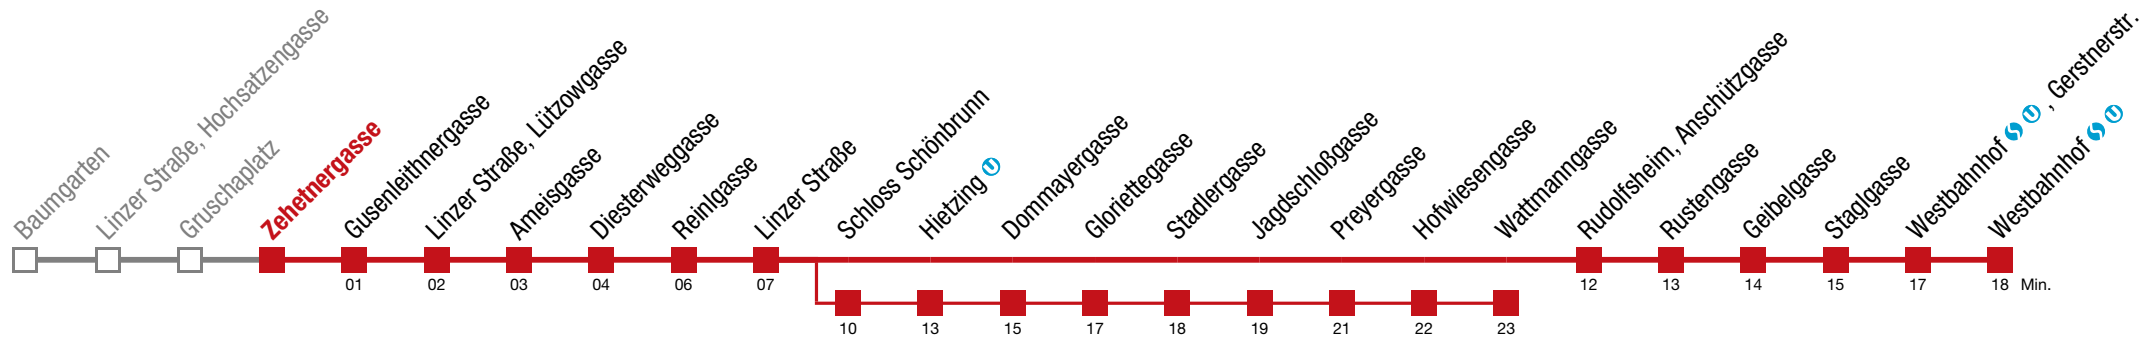 Baumgarten
Linzer Straße, Hochsatzengasse
Gruschaplatz
Zehetnergasse
Gusenleithnergasse
Linzer Straße, Lützowgasse
Ameisgasse
Diesterweggasse
Reinlgasse
Linzer Straße
Schloss Schönbrunn
Hietzing U
Dommayergasse
Gloriettegasse
Stadlergasse
Jagdschloßgasse
Preyergasse
Hofwiesengasse
Wattmanngasse
Rudolfsheim, Anschützgasse
Rustengasse
Geibelgasse
Staglgasse
Westbahnhof S U , Gerstnerstr.
Westbahnhof S U
01 02 03 04 06 07 12 13 14 15 17 18 Min.
10 13 15 17 18 19 21 22 23